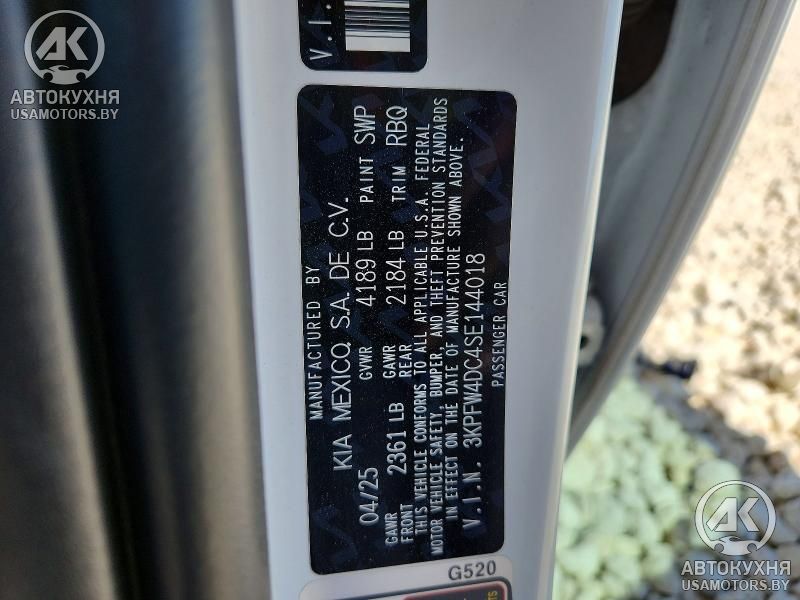 AK
АВТОКУХНЯ
USAMOTORS.BY
V.I.
MANUFACTURED BY
KIA MEXICO, S.A. DE C.V.
04/25 GVWR 4189 LB PAINT SWP
GAWR FRONT 2361 LB GAWR REAR 2184 LB TRIM RBQ
THIS VEHICLE CONFORMS TO ALL APPLICABLE U.S.A. FEDERAL
MOTOR VEHICLE SAFETY, BUMPER, AND THEFT PREVENTION STANDARDS
IN EFFECT ON THE DATE OF MANUFACTURE SHOWN ABOVE.
V.I.N. 3KPFW4DC4SE144018
PASSENGER CAR
G520
AK
АВТОКУХНЯ
USAMOTORS.BY